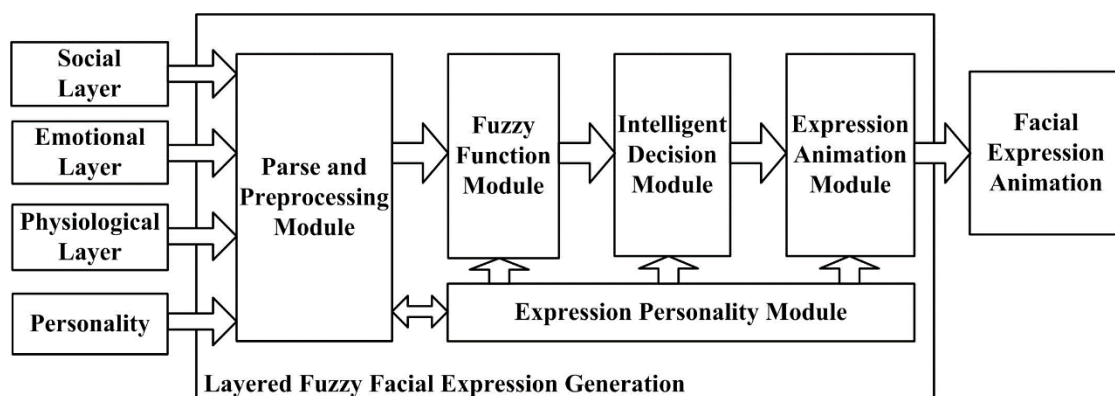 Social
Layer
Emotional
Layer
Physiological
Layer
Personality
Parse and
Preprocessing
Module
Fuzzy
Function
Module
Intelligent
Decision
Module
Expression
Animation
Module
Expression Personality Module
Layered Fuzzy Facial Expression Generation
Facial
Expression
Animation